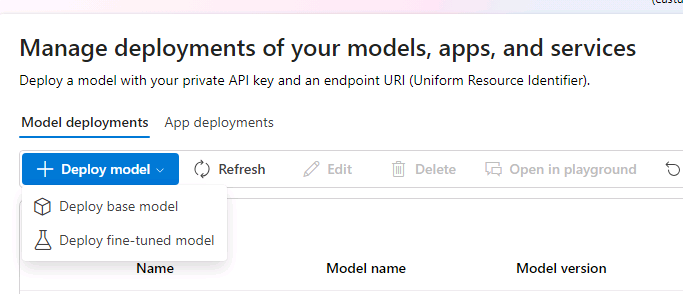 Manage deployments of your models, apps, and services
Deploy a model with your private API key and an endpoint URI (Uniform Resource Identifier).
Model deployments App deployments
Deploy model Refresh Edit Delete Open in playground
Deploy base model
Deploy fine-tuned model
Name Model name Model version